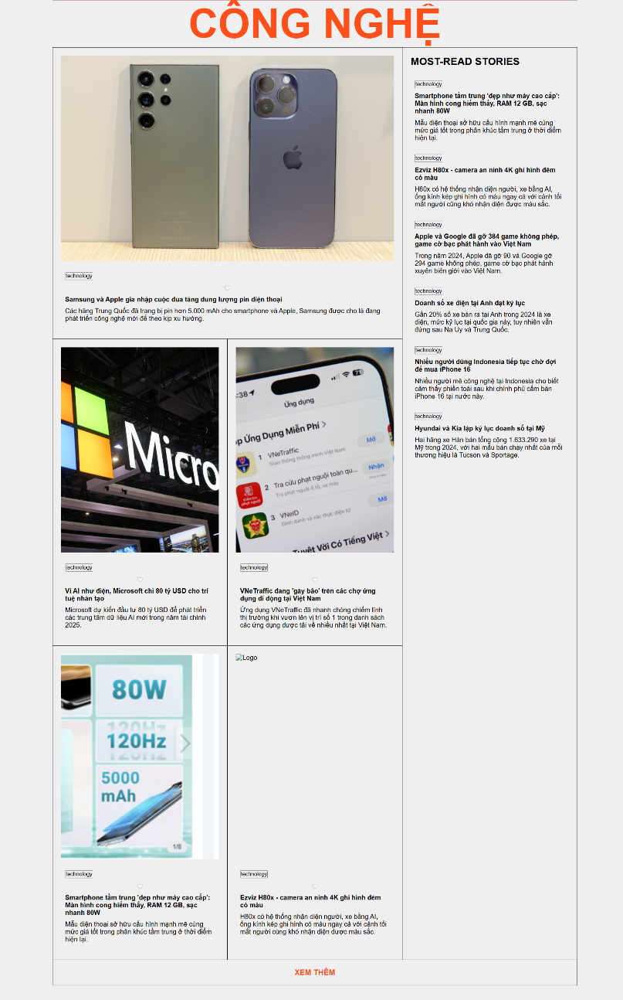 CÔNG NGHỆ
technology
Samsung và Apple gia nhập cuộc đua tăng dung lượng pin điện thoại
Các hãng Trung Quốc đã trang bị pin hơn 5.000 mAh cho smartphone và Apple, Samsung được cho là đang
phát triển công nghệ mới để theo kịp xu hướng.
Micro
technology
Ví AI như điện, Microsoft chi 80 tỷ USD cho trí
tuệ nhân tạo
Microsoft dự kiến đầu tư 80 tỷ USD để phát triển
các trung tâm dữ liệu AI mới trong năm tài chính
2025.
:38
Ứng dụng
p Ứng Dụng Miễn Phí >
1 VNeTraffic
Giao thông thông minh Việt Nam
Mở
2 Tra cứu phạt nguội toàn qu...
Tra phạt nguội ô tô, xe máy
Nhận
3 VNeID
Định danh và xác thực điện tử
Mở
Tuyệt Vời Có Tiếng Việt >
technology
VNeTraffic đang 'gây bão' trên các chợ ứng
dụng di động tại Việt Nam
Ứng dụng VNeTraffic đã nhanh chóng chiếm lĩnh
thị trường khi vươn lên vị trí số 1 trong danh sách
các ứng dụng được tải về nhiều nhất tại Việt Nam.
80W
120Hz
120Hz
120Hz
5000
mAh
1/8
technology
Smartphone tầm trung 'đẹp như máy cao cấp':
Màn hình cong hiếm thấy, RAM 12 GB, sạc
nhanh 80W
Mẫu điện thoại sở hữu cấu hình mạnh mẽ cùng
mức giá tốt trong phân khúc tầm trung ở thời điểm
hiện tại.
Logo
technology
Ezviz H80x - camera an ninh 4K ghi hình đêm
có màu
H80x có hệ thống nhận diện người, xe bằng AI,
ống kính kép ghi hình có màu ngay cả với cảnh tối
mắt người cũng khó nhận diện được màu sắc.
MOST-READ STORIES
technology
Smartphone tầm trung 'đẹp như máy cao cấp':
Màn hình cong hiếm thấy, RAM 12 GB, sạc
nhanh 80W
Mẫu điện thoại sở hữu cấu hình mạnh mẽ cùng
mức giá tốt trong phân khúc tầm trung ở thời điểm
hiện tại.
technology
Ezviz H80x - camera an ninh 4K ghi hình đêm
có màu
H80x có hệ thống nhận diện người, xe bằng AI,
ống kính kép ghi hình có màu ngay cả với cảnh tối
mắt người cũng khó nhận diện được màu sắc.
technology
Apple và Google đã gỡ 384 game không phép,
game cờ bạc phát hành vào Việt Nam
Trong năm 2024, Apple đã gỡ 90 và Google gỡ
294 game không phép, game cờ bạc phát hành
xuyên biên giới vào Việt Nam.
technology
Doanh số xe điện tại Anh đạt kỷ lục
Gần 20% số xe bán ra tại Anh trong 2024 là xe
điện, mức kỷ lục tại quốc gia này, tuy nhiên vẫn
đứng sau Na Uy và Trung Quốc.
technology
Nhiều người dùng Indonesia tiếp tục chờ đợi
để mua iPhone 16
Nhiều người mê công nghệ tại Indonesia cho biết
cảm thấy phiền toái sau khi chính phủ cấm bán
iPhone 16 tại nước này.
technology
Hyundai và Kia lập kỷ lục doanh số tại Mỹ
Hai hãng xe Hàn bán tổng cộng 1.633.290 xe tại
Mỹ trong 2024, với hai mẫu bán chạy nhất của mỗi
thương hiệu là Tucson và Sportage.
XEM THÊM